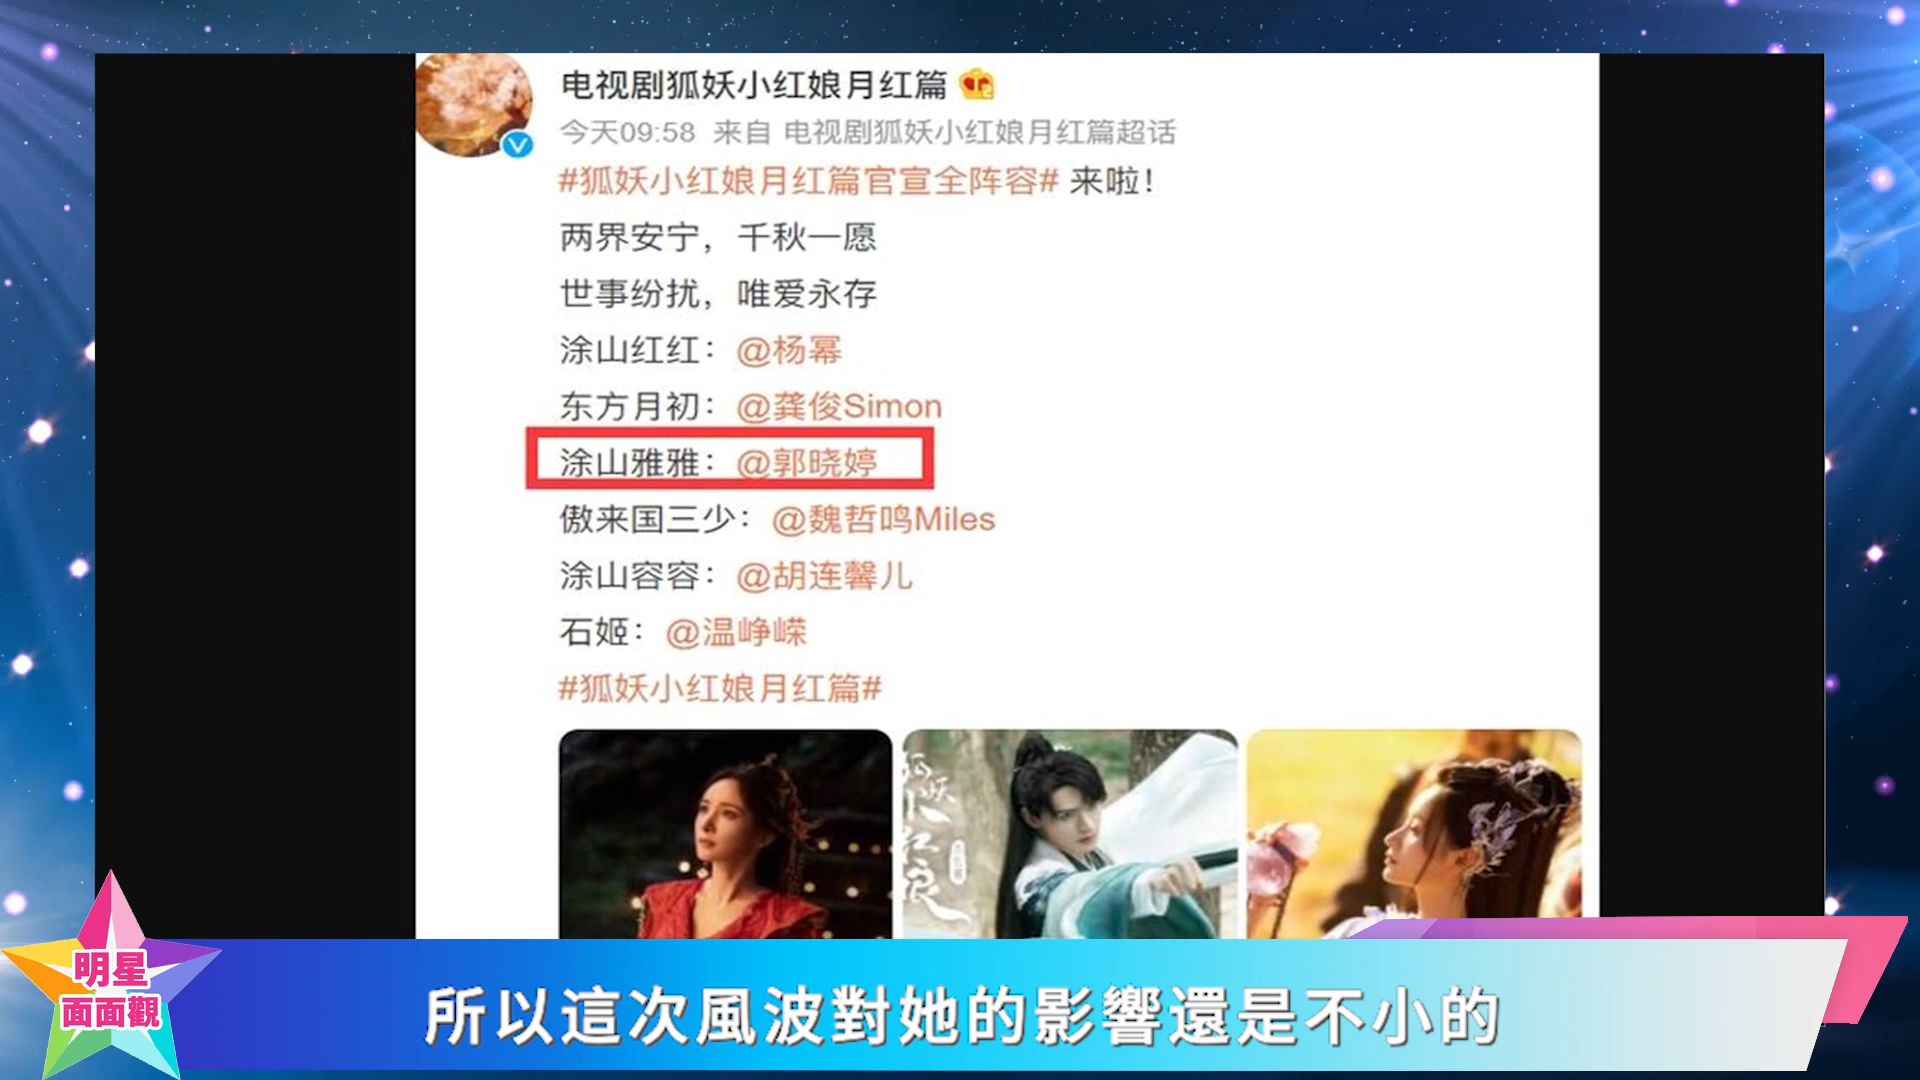 电视剧狐妖小红娘月红篇
今天09:58 来自 电视剧狐妖小红娘月红篇超话
#狐妖小红娘月红篇官宣全阵容# 来啦！
两界安宁，千秋一愿
世事纷扰，唯爱永存
涂山红红：@杨幂
东方月初：@龚俊Simon
涂山雅雅：@郭晓婷
傲来国三少：@魏哲鸣Miles
涂山容容：@胡连馨儿
石姬：@温峥嵘
#狐妖小红娘月红篇#
狐妖小红娘
明星
面面觀
所以這次風波對她的影響還是不小的